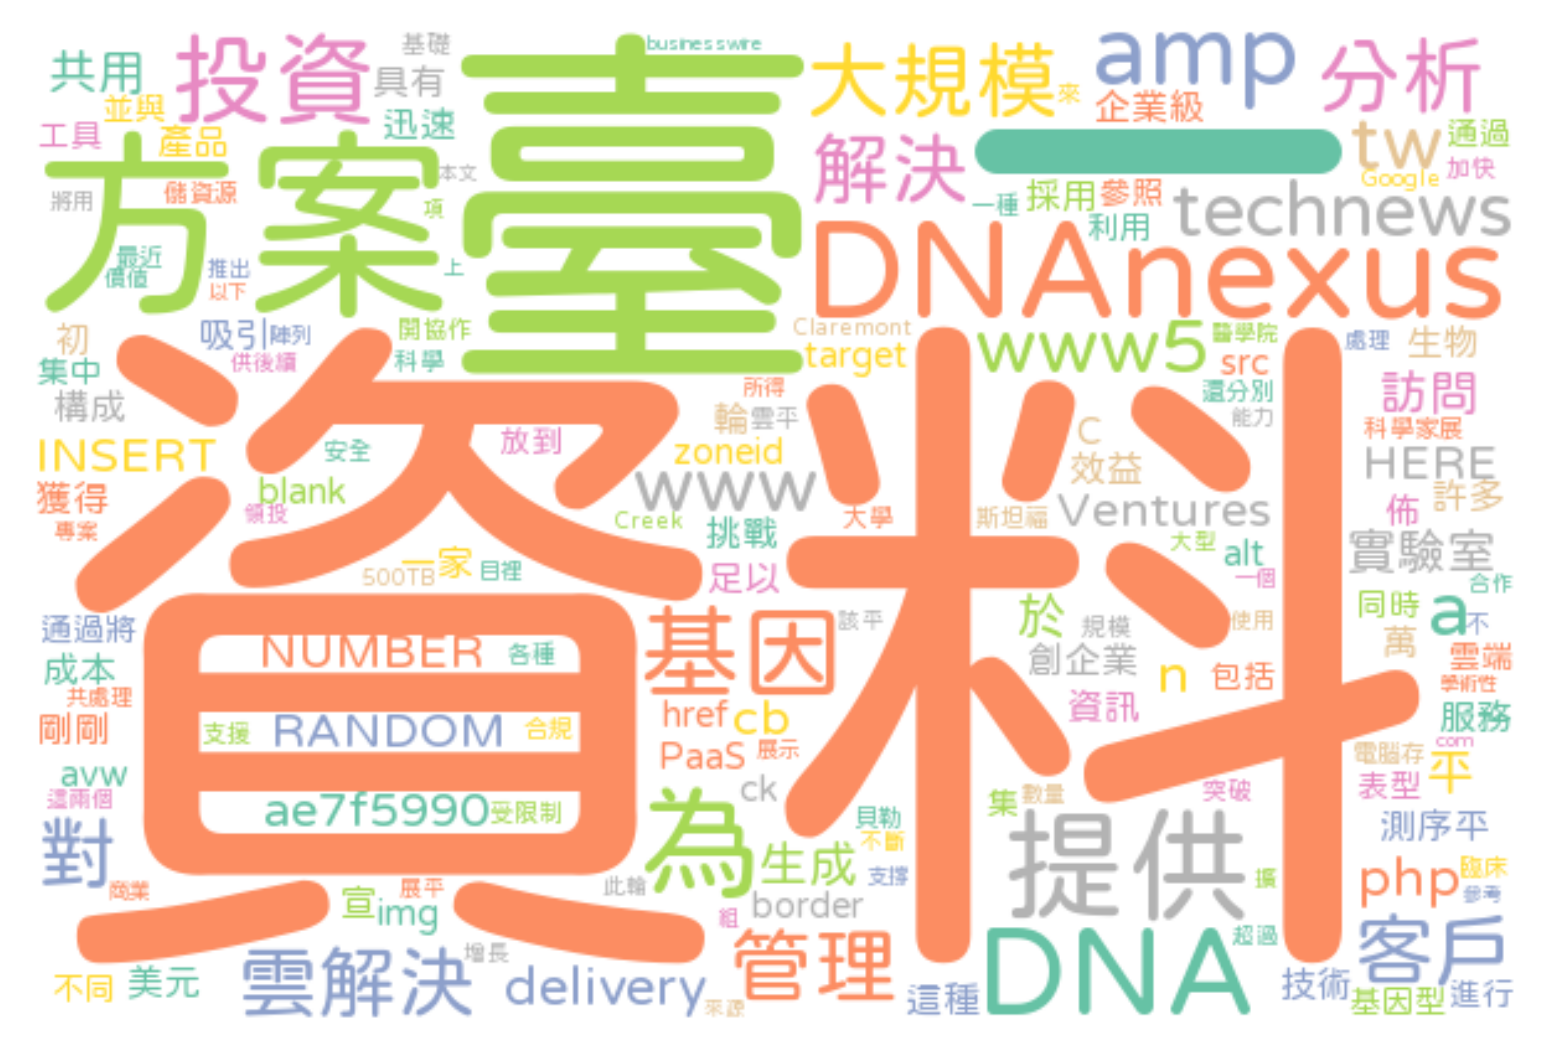 businesswire
基礎
共用
投資
具有
臺
大規模
來
amp
企業級
分析
並與
迅速
工具
產品
方案
本文
解決
一
tw
通過
Google
加快
將用
儲資源
項
一種
採用
參照
利用
technews
最近
價值
推出
以下
上
DNAnexus
初
吸引
陣列
開協作
Claremont
www5
醫學院
處理
生物
集中
供後續
科學
target
src
構成
資料
所得
還分別
訪問
輪
雲平
C
能力
科學家展
INSERT
安全
放到
zoneid
效益
HERE
獲得
blank
www
Ventures
佈
許多
專案
領投
Creek
挑戰
大學
斯坦福
大型
alt
實驗室
一家
500TB
目裡
足以
一個
合作
通過將
基因
該平
於
規模
使用
同時
a
不
NUMBER
各種
創企業
萬
雲端
成本
n
包括
學術性
共處理
href
cb
資訊
服務
剛剛
支援
RANDOM
合規
PaaS
展示
com
電腦存
平
avw
ck
表型
這兩個
ae7f5990
受限制
集
數量
突破
為
貝勒
提供
測序平
對
生成
不斷
支撐
商業
宣
展平
此輪
擴
php
臨床
參考
img
組
border
客戶
雲解決
增長
管理
DNA
超過
不同
美元
delivery
來源
這種
技術
基因型
進行